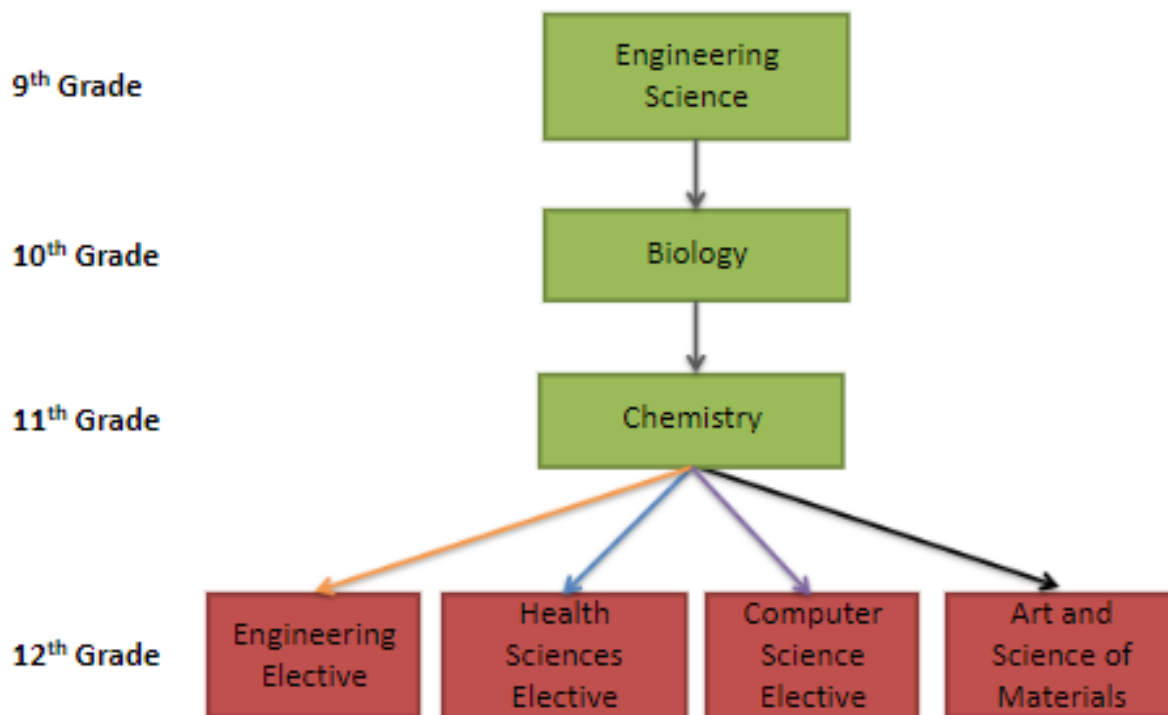 9th Grade
Engineering
Science
10th Grade
Biology
11th Grade
Chemistry
12th Grade
Engineering
Elective
Health
Sciences
Elective
Computer
Science
Elective
Art and
Science of
Materials